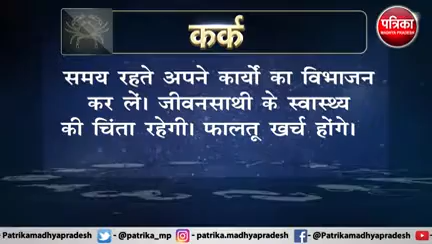 कर्क
पत्रिका
MADHYA PRADESH
समय रहते अपने कार्यो का विभाजन
कर लें। जीवनसाथी के स्वास्थ्य
की चिंता रहेगी। फालतू खर्च होंगे।
Patrikamadhyapradesh - @patrika_mp - patrika.madhyapradesh - @Patrikamadhyapradesh